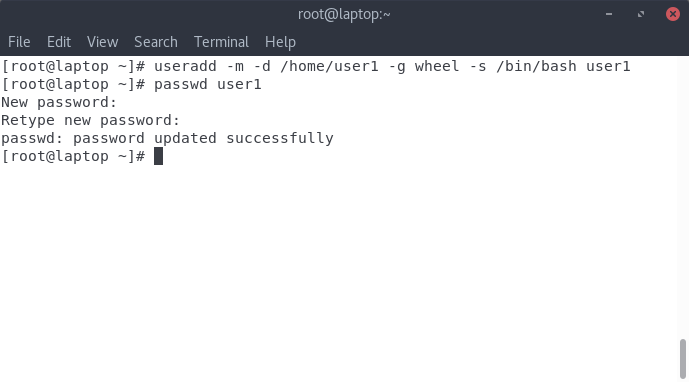 root@laptop:~
File Edit View Search Terminal Help
[root@laptop ~]# useradd -m -d /home/user1 -g wheel -s /bin/bash user1
[root@laptop ~]# passwd user1
New password:
Retype new password:
passwd: password updated successfully
[root@laptop ~]#